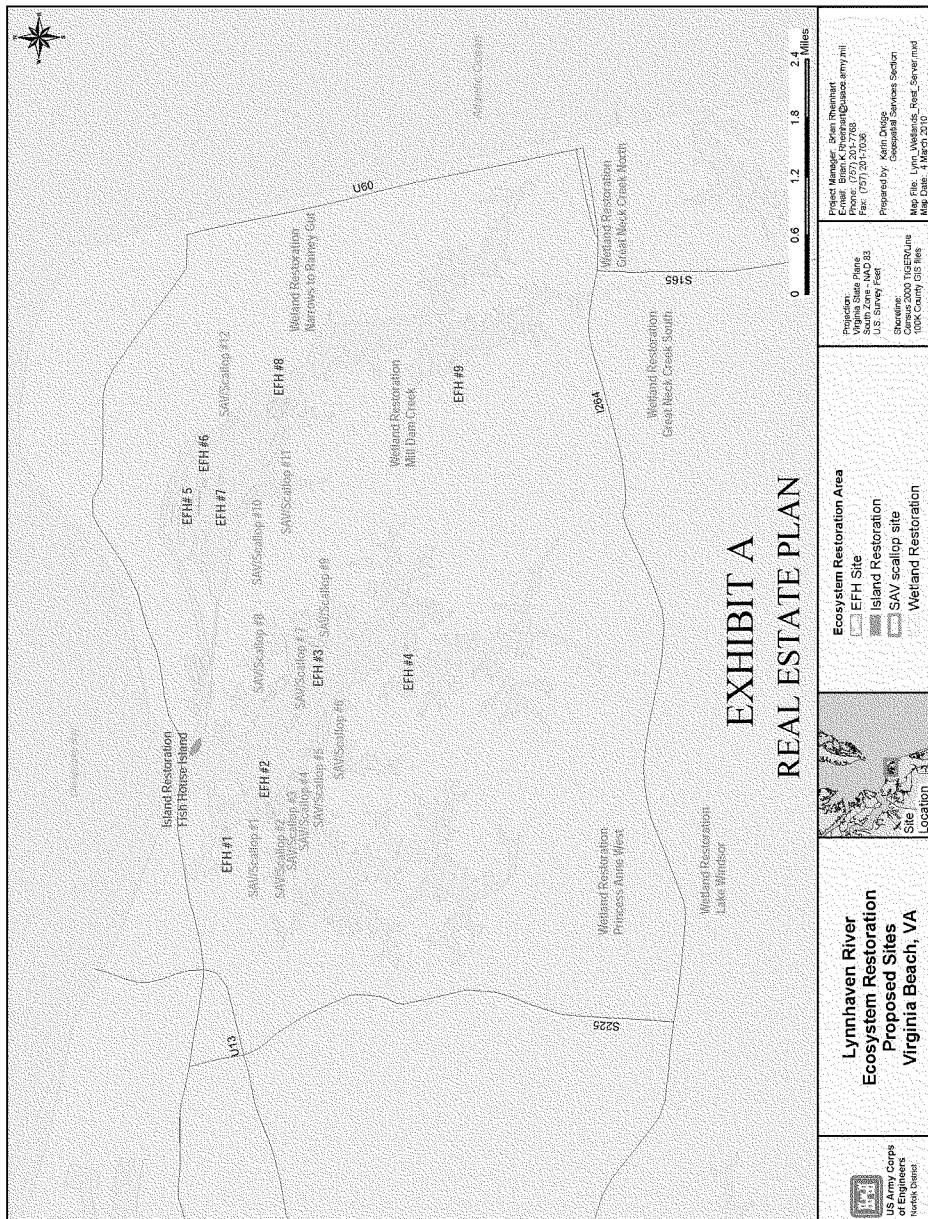 Island Restoration
Fish House Island
EFH #1
EFH #2
EFH #3
EFH #4
EFH# 5
EFH #6
EFH #7
EFH #8
EFH #9
SAV/Scallop #1
SAV/Scallop #2
SAV/Scallop #3
SAV/Scallop #4
SAV/Scallop #5
SAV/Scallop #6
SAV/Scallop #7
SAV/Scallop #8
SAV/Scallop #9
SAV/Scallop #10
SAV/Scallop #11
SAV/Scallop #12
Wetland Restoration
Narrows to Rainey Gut
Wetland Restoration
Mill Dam Creek
Wetland Restoration
Great Neck Creek North
Wetland Restoration
Great Neck Creek South
Wetland Restoration
Princess Anne West
Wetland Restoration
Lake Windsor
U13
S225
U60
I264
S165
0 0.6 1.2 1.8 2.4
Miles
EXHIBIT A
REAL ESTATE PLAN
US Army Corps
of Engineers
Norfolk District
Lynnhaven River
Ecosystem Restoration
Proposed Sites
Virginia Beach, VA
Site
Location
Ecosystem Restoration Area
EFH Site
Island Restoration
SAV scallop site
Wetland Restoration
Projection:
Virginia State Plane
South Zone - NAD 83
U.S. Survey Feet
Shoreline:
Census 2000 TIGER/Line
100K County GIS files
Project Manager: Brian Rheinhart
E-mail: Brian.K.Rheinhart@usace.army.mil
Phone: (757) 201-7768
Fax: (757) 201-7036
Prepared by: Karin Dridge
Geospatial Services Section
Map File: Lynn_Wetlands_Rest_Server.mxd
Map Date: 4 March 2010